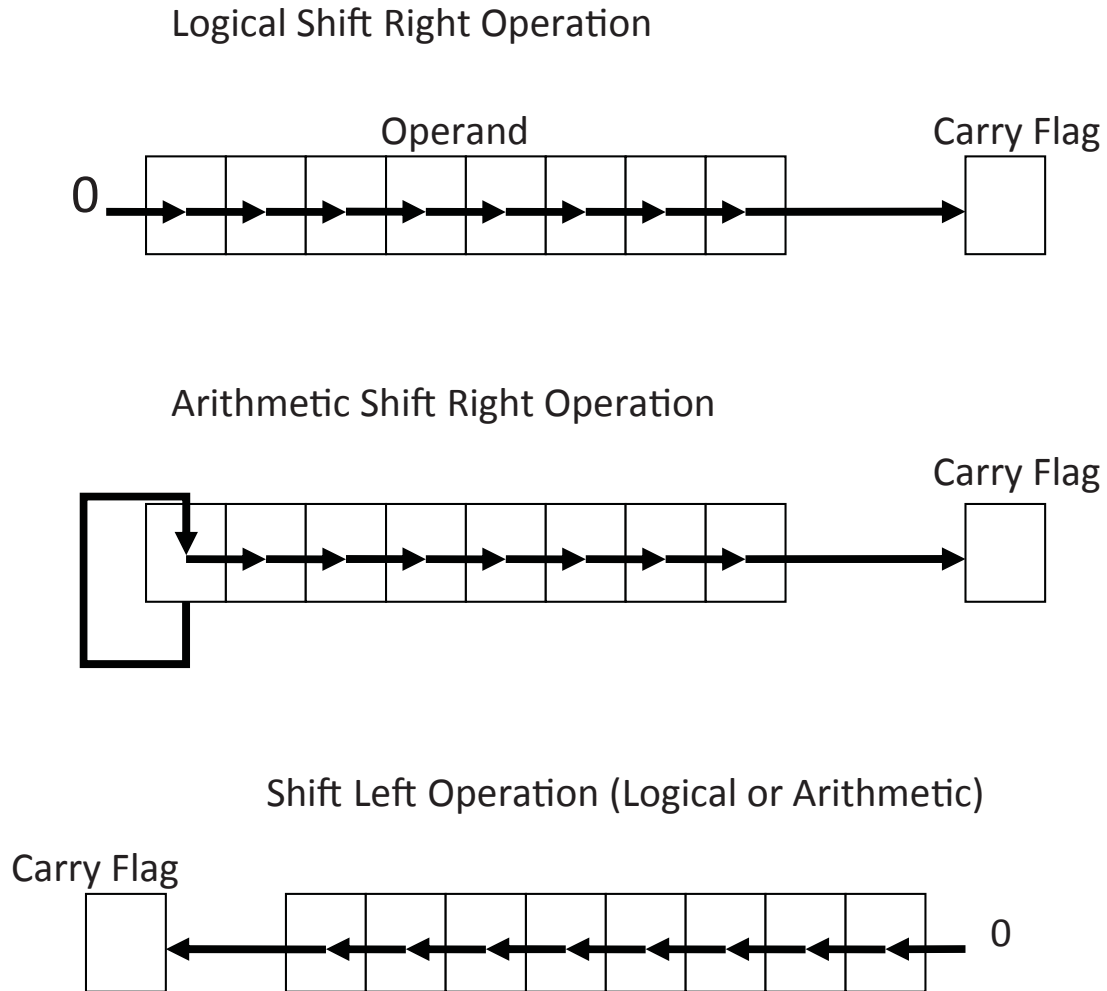 Logical Shift Right Operation
Operand
Carry Flag
0
Arithmetic Shift Right Operation
Carry Flag
Shift Left Operation (Logical or Arithmetic)
Carry Flag
0